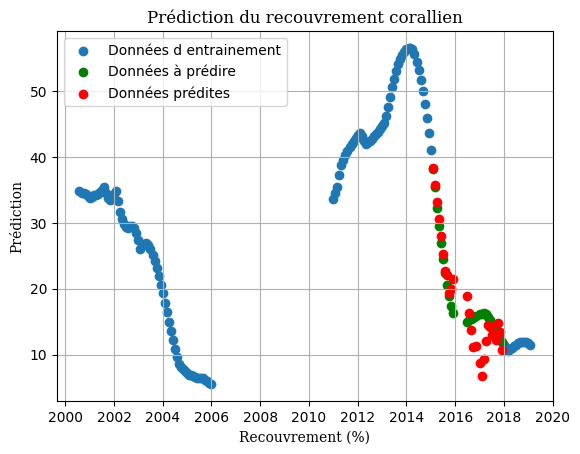 Prédiction du recouvrement corallien
Données d entrainement
Données à prédire
Données prédites
50
40
30
20
10
Prédiction
2000 2002 2004 2006 2008 2010 2012 2014 2016 2018 2020
Recouvrement (%)